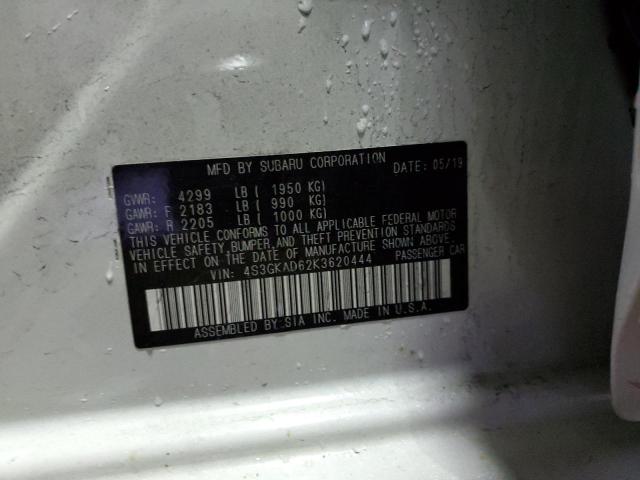 MFD BY SUBARU CORPORATION DATE: 05/19
GVWR: 4299 LB ( 1950 KG)
GAWR: F 2183 LB ( 990 KG)
GAWR: R 2205 LB ( 1000 KG)
THIS VEHICLE CONFORMS TO ALL APPLICABLE FEDERAL MOTOR
VEHICLE SAFETY,BUMPER,AND THEFT PREVENTION STANDARDS
IN EFFECT ON THE DATE OF MANUFACTURE SHOWN ABOVE.
VIN: 4S3GKAD62K3620444 PASSENGER CAR
ASSEMBLED BY SIA INC. MADE IN U.S.A.